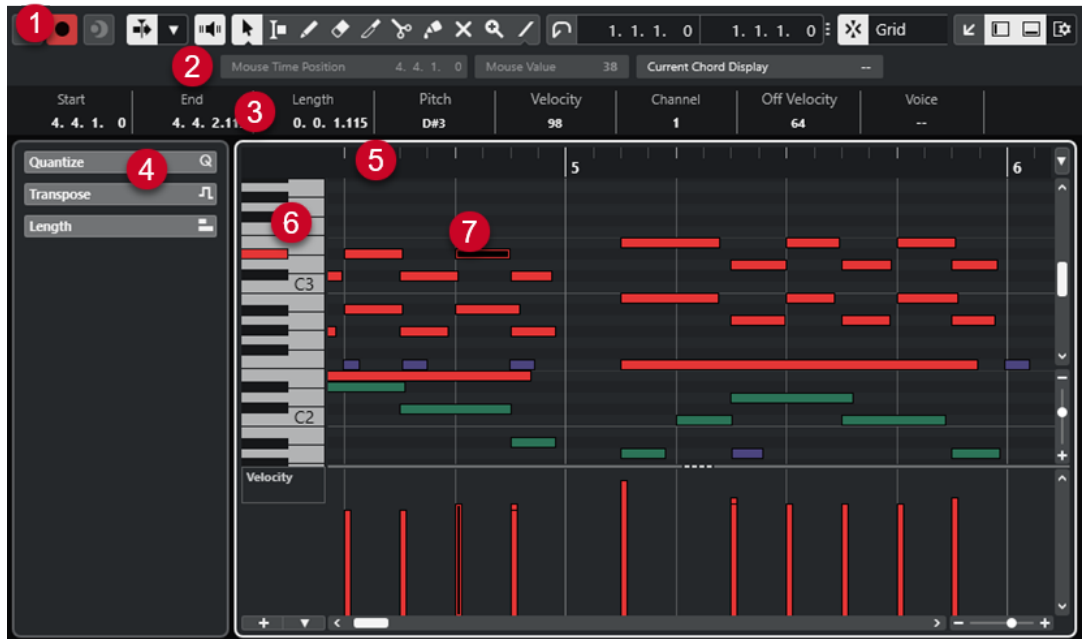 1
1. 1. 1. 0 1. 1. 1. 0 Grid
2 Mouse Time Position 4. 4. 1. 0 Mouse Value 38 Current Chord Display --
Start End Length Pitch Velocity Channel Off Velocity Voice
3
4. 4. 1. 0 4. 4. 2.11 0. 0. 1.115 D#3 98 1 64 --
Quantize
4
Transpose
Length
5
5 6
6
7
C3
C2
Velocity